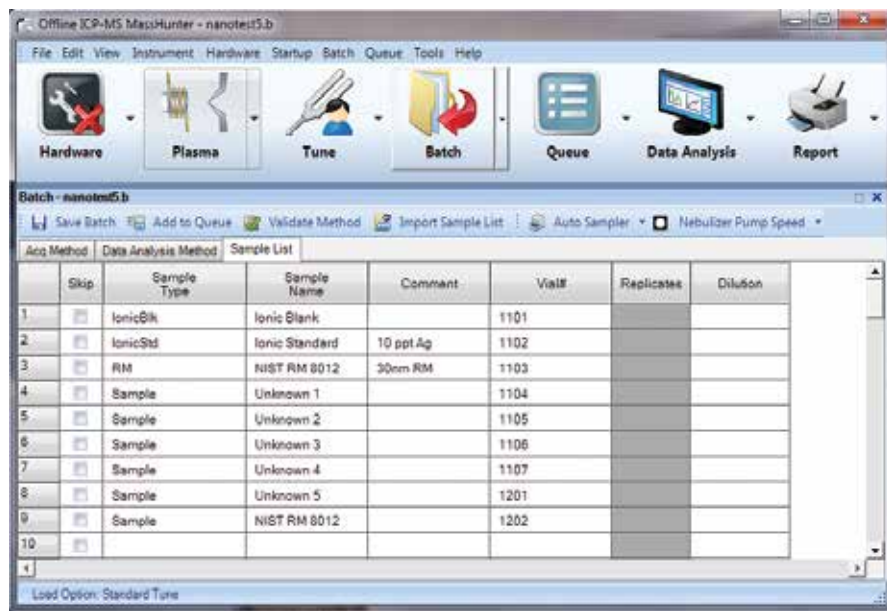 Offline ICP-MS MassHunter - nanotest5.b
File Edit View Instrument Hardware Startup Batch Queue Tools Help
Hardware Plasma Tune Batch Queue Data Analysis Report
Batch - nanotest5.b
Save Batch Add to Queue Validate Method Import Sample List Auto Sampler Nebulizer Pump Speed
Acq Method Data Analysis Method Sample List
Skip Sample Type Sample Name Comment Vial# Replicates Dilution
1 IonicBlk Ionic Blank 1101
2 IonicStd Ionic Standard 10 ppt Ag 1102
3 RM NIST RM 8012 30nm RM 1103
4 Sample Unknown 1 1104
5 Sample Unknown 2 1105
6 Sample Unknown 3 1106
7 Sample Unknown 4 1107
8 Sample Unknown 5 1201
9 Sample NIST RM 8012 1202
10
Load Option: Standard Tune